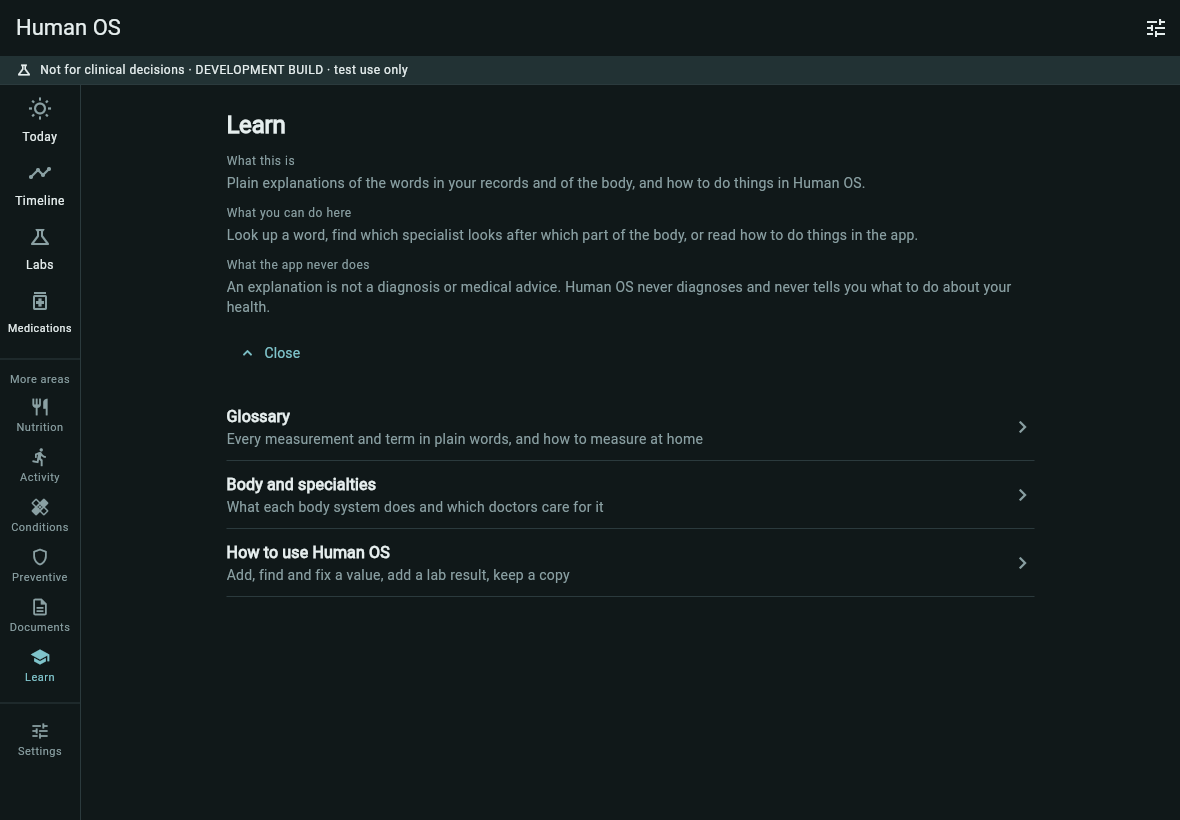 Human OS
Not for clinical decisions · DEVELOPMENT BUILD · test use only
Today
Timeline
Labs
Medications
More areas
Nutrition
Activity
Conditions
Preventive
Documents
Learn
Settings
Learn
What this is
Plain explanations of the words in your records and of the body, and how to do things in Human OS.
What you can do here
Look up a word, find which specialist looks after which part of the body, or read how to do things in the app.
What the app never does
An explanation is not a diagnosis or medical advice. Human OS never diagnoses and never tells you what to do about your
health.
Close
Glossary
Every measurement and term in plain words, and how to measure at home
Body and specialties
What each body system does and which doctors care for it
How to use Human OS
Add, find and fix a value, add a lab result, keep a copy